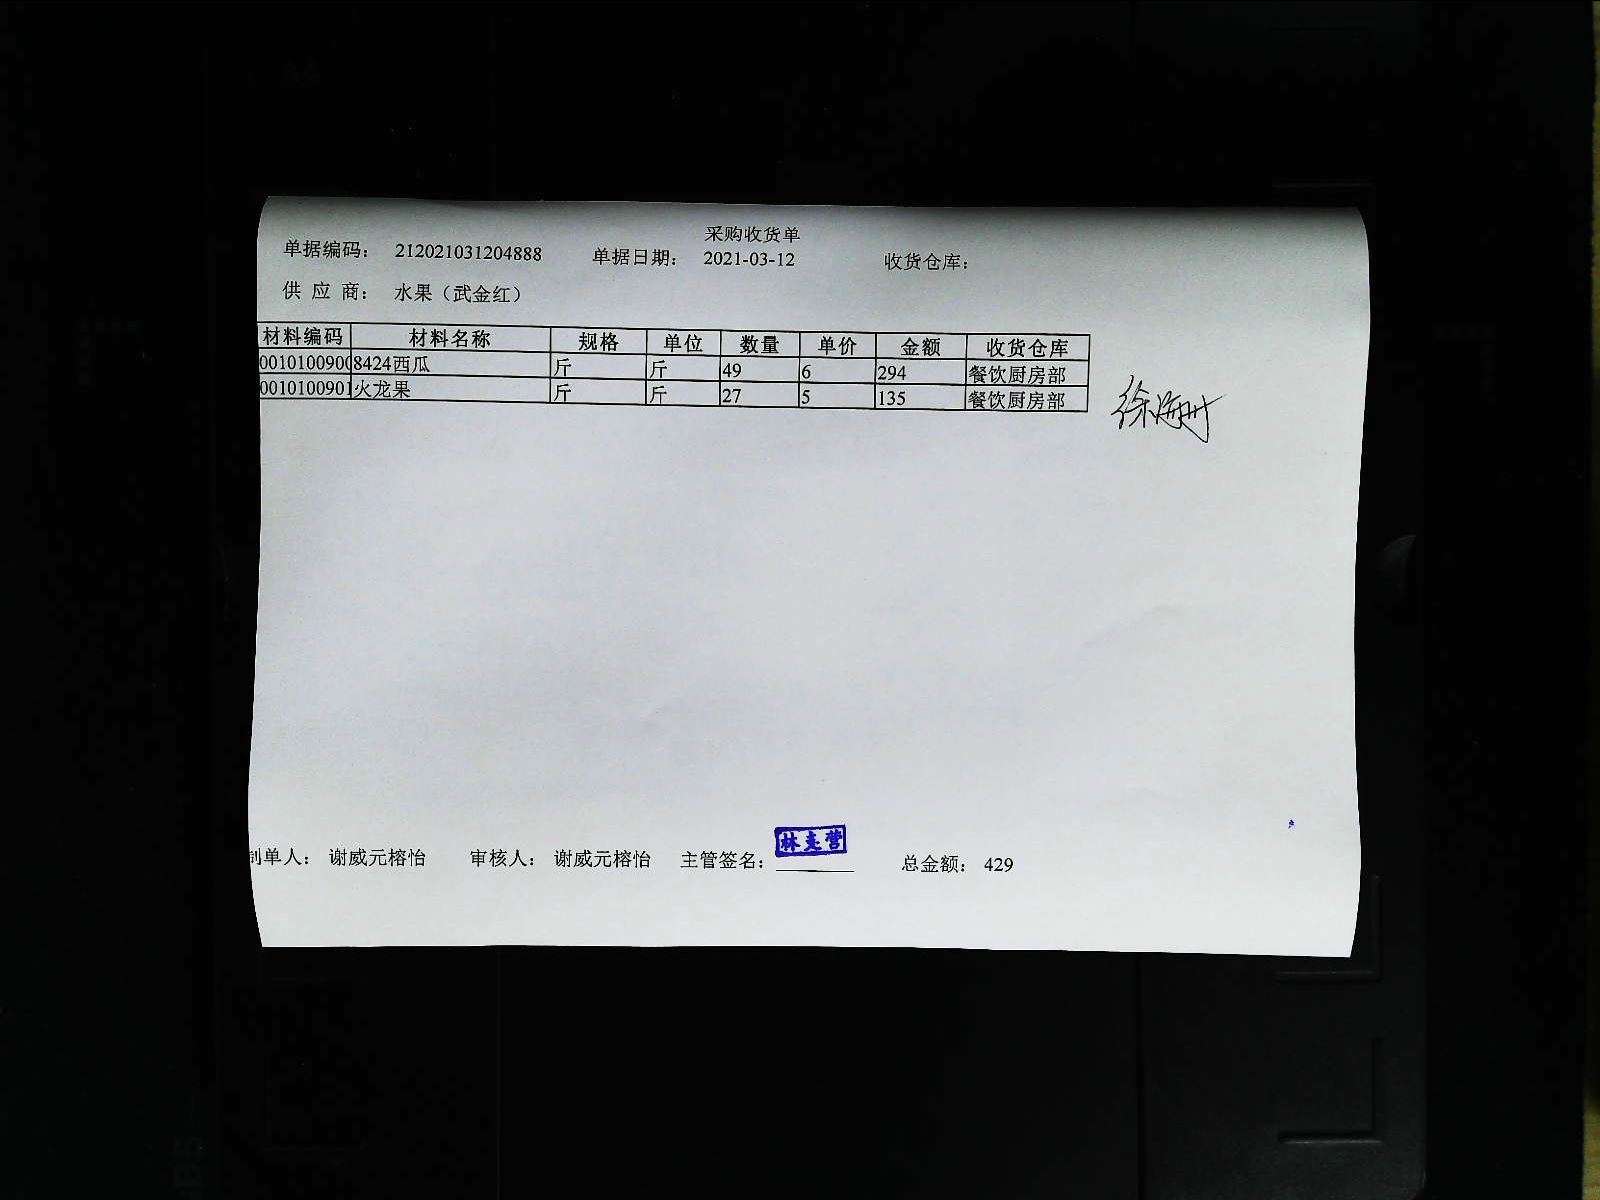 采购收货单
单据编码： 212021031204888 单据日期： 2021-03-12 收货仓库：
供 应 商： 水果（武金红）
材料编码 材料名称 规格 单位 数量 单价 金额 收货仓库
0010100900 8424西瓜 斤 斤 49 6 294 餐饮厨房部
0010100901 火龙果 斤 斤 27 5 135 餐饮厨房部
制单人： 谢威元榕怡 审核人： 谢威元榕怡 主管签名： 总金额： 429